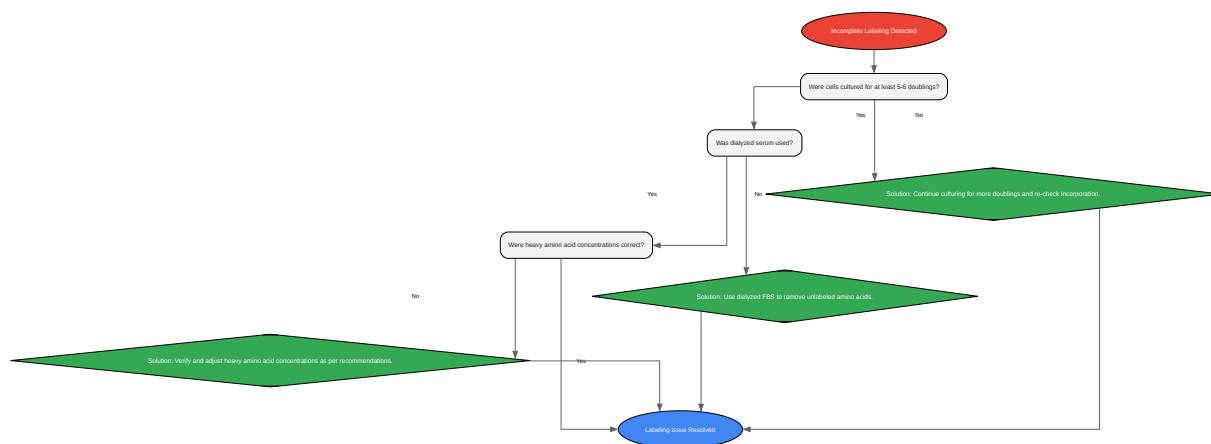 Incomplete Labeling Detected
Were cells cultured for at least 5-6 doublings?
Yes
No
Was dialyzed serum used?
Yes
No
Solution: Continue culturing for more doublings and re-check incorporation.
Were heavy amino acid concentrations correct?
No
Solution: Use dialyzed FBS to remove unlabeled amino acids.
Solution: Verify and adjust heavy amino acid concentrations as per recommendations.
Yes
Labeling Issue Resolved